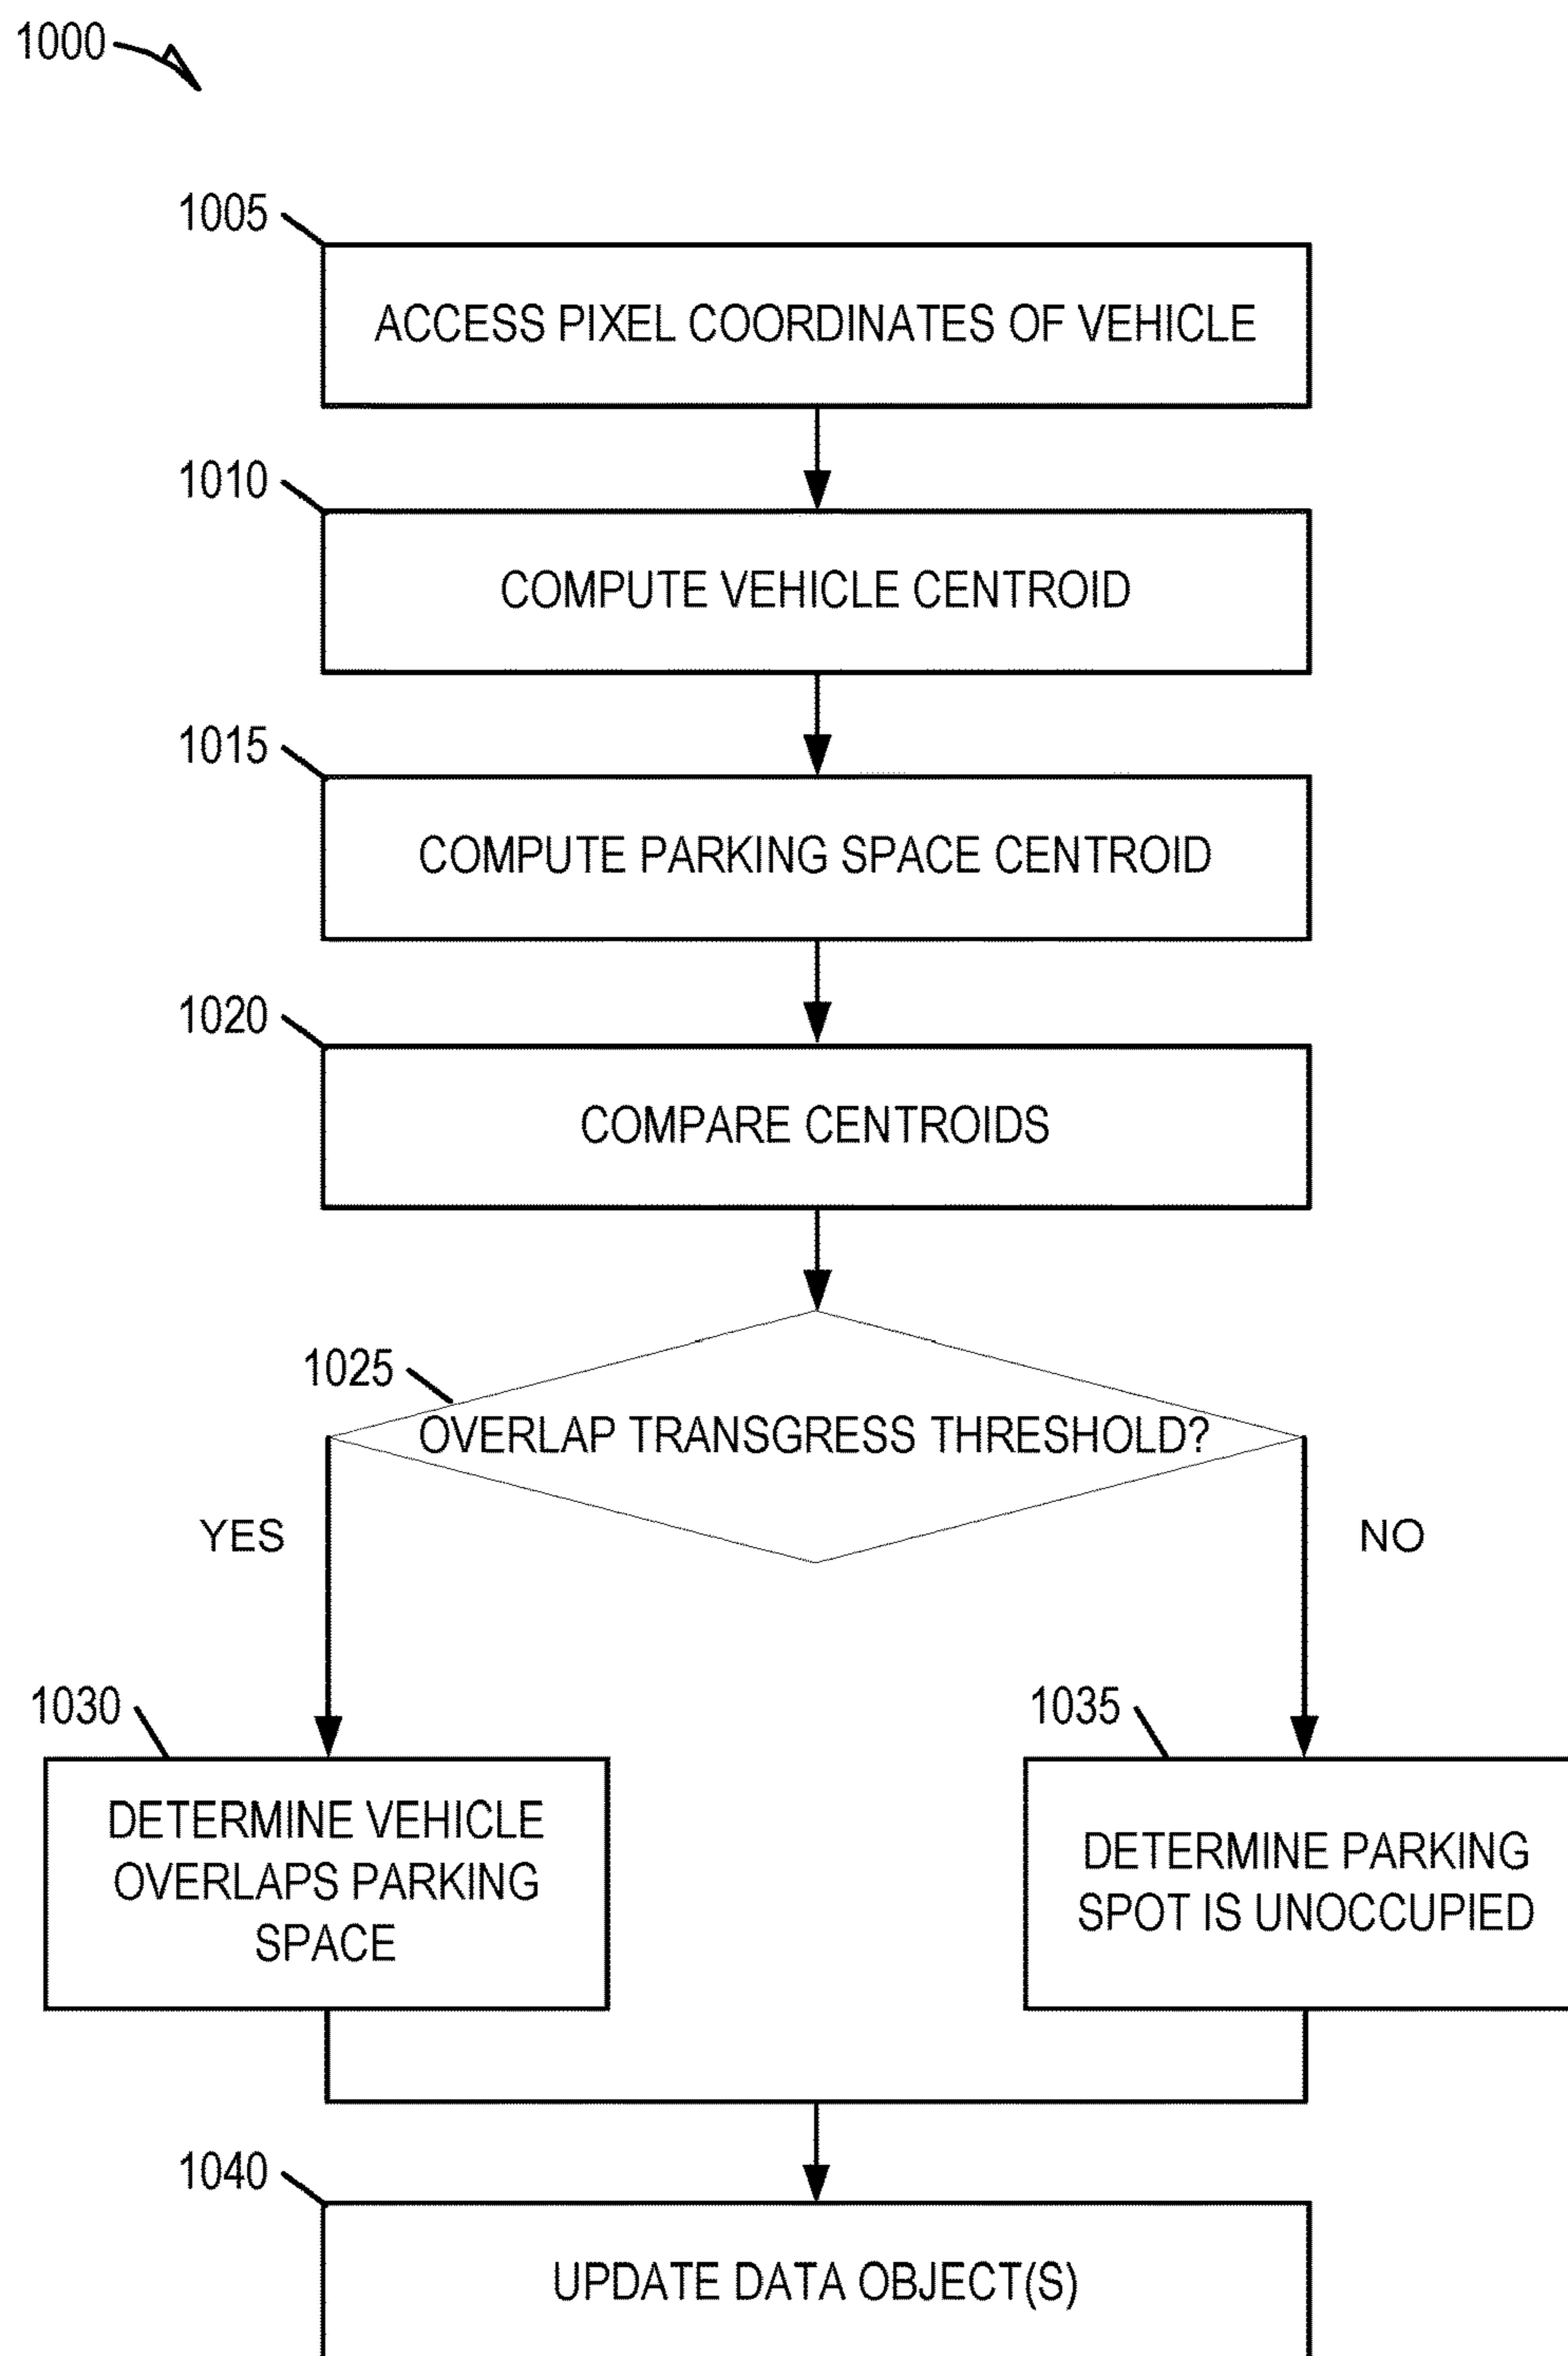 1000
1005
ACCESS PIXEL COORDINATES OF VEHICLE
1010
COMPUTE VEHICLE CENTROID
1015
COMPUTE PARKING SPACE CENTROID
1020
COMPARE CENTROIDS
1025
OVERLAP TRANSGRESS THRESHOLD?
YES
NO
1030
DETERMINE VEHICLE
OVERLAPS PARKING
SPACE
1035
DETERMINE PARKING
SPOT IS UNOCCUPIED
1040
UPDATE DATA OBJECT(S)